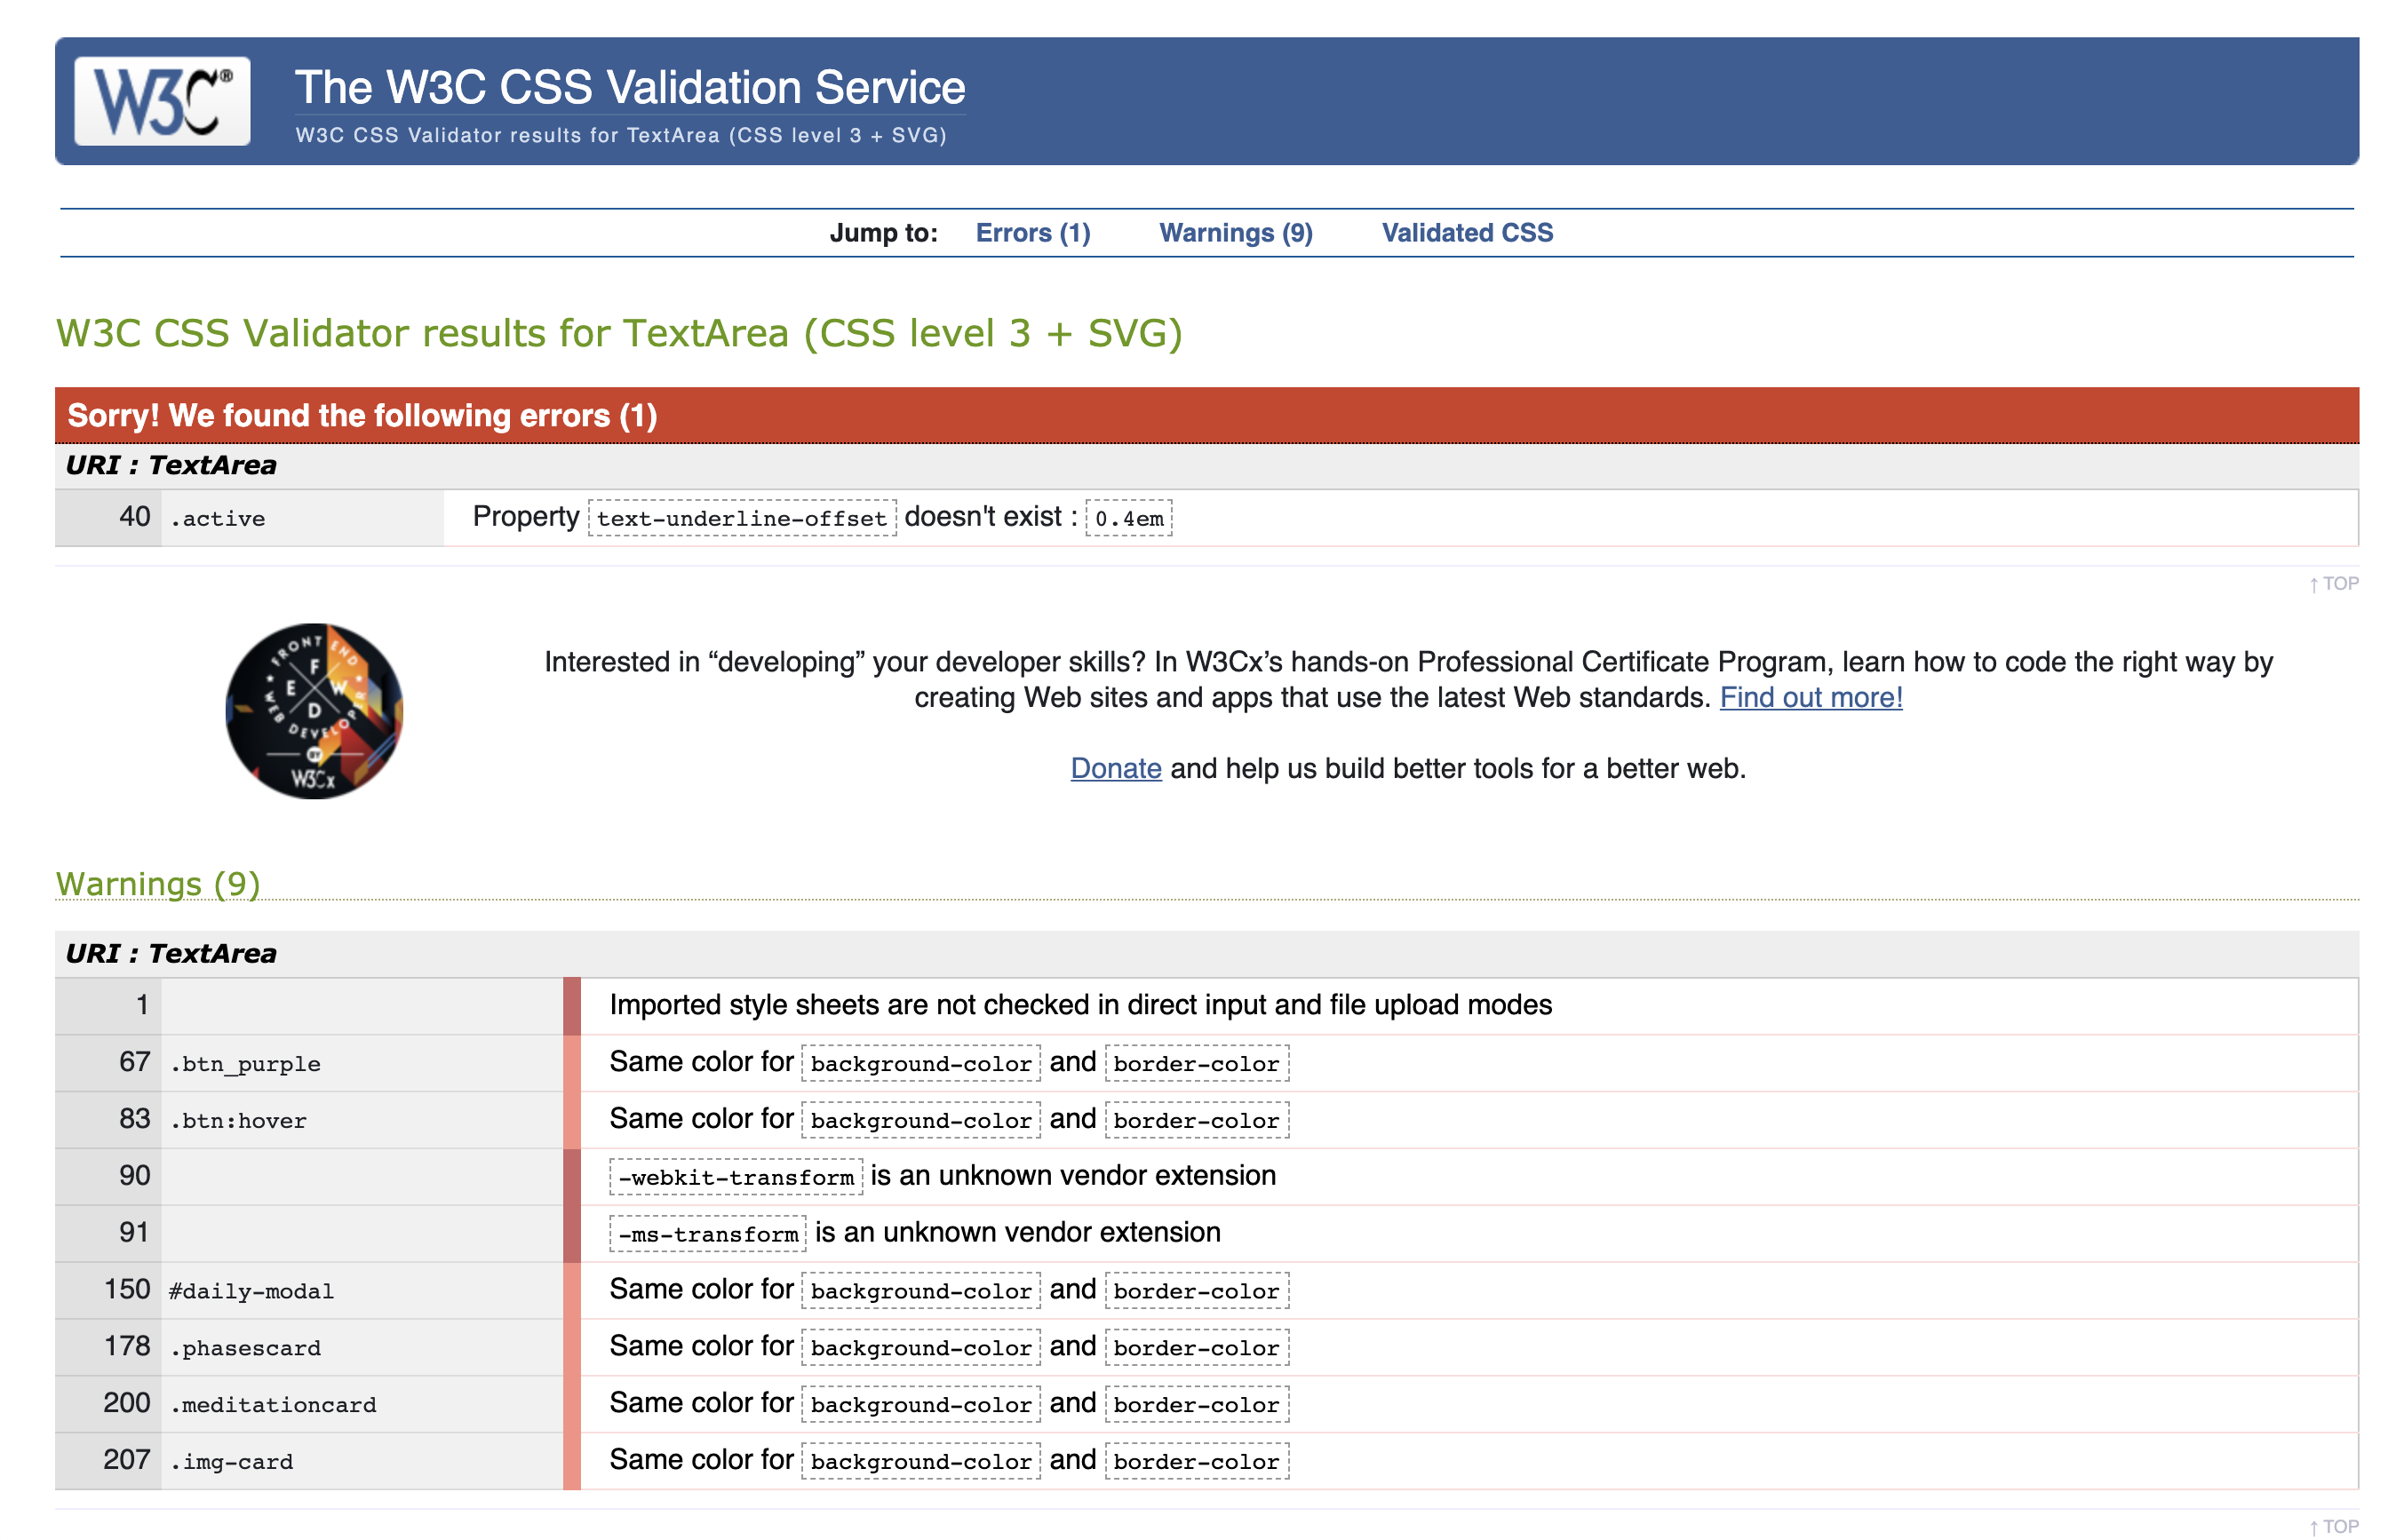 W3C®
The W3C CSS Validation Service
W3C CSS Validator results for TextArea (CSS level 3 + SVG)
Jump to: Errors (1) Warnings (9) Validated CSS
W3C CSS Validator results for TextArea (CSS level 3 + SVG)
Sorry! We found the following errors (1)
URI : TextArea
40 .active Property text-underline-offset doesn't exist : 0.4em
↑ TOP
FRONT END
F
E W
D
WEB DEVELOPER
BY
W3Cx
Interested in “developing” your developer skills? In W3Cx’s hands-on Professional Certificate Program, learn how to code the right way by
creating Web sites and apps that use the latest Web standards. Find out more!
Donate and help us build better tools for a better web.
Warnings (9)
URI : TextArea
1 Imported style sheets are not checked in direct input and file upload modes
67 .btn_purple Same color for background-color and border-color
83 .btn:hover Same color for background-color and border-color
90 -webkit-transform is an unknown vendor extension
91 -ms-transform is an unknown vendor extension
150 #daily-modal Same color for background-color and border-color
178 .phasescard Same color for background-color and border-color
200 .meditationcard Same color for background-color and border-color
207 .img-card Same color for background-color and border-color
↑ TOP